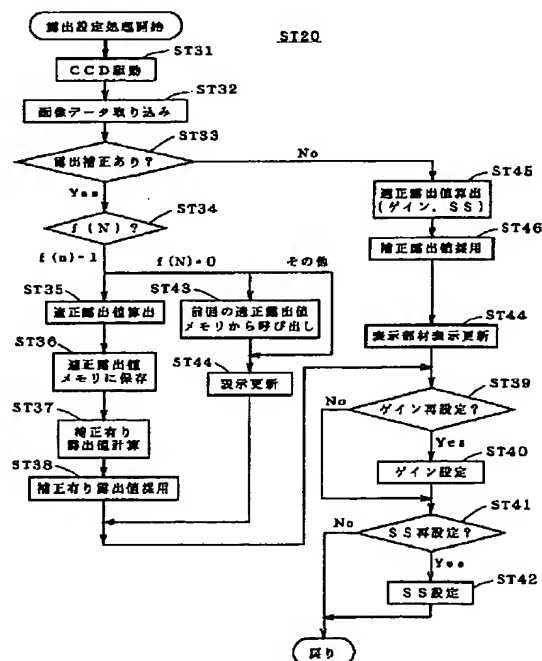 露出設定処理開始
ST20
ST31
CCD駆動
ST32
画像データ取り込み
ST33
露出補正あり?
No
Yes
ST34
f(N)?
f(n)=1
f(N)=0
その他
ST35
適正露出値算出
ST36
適正露出値
メモリに保存
ST37
補正有り
露出値計算
ST38
補正有り露出値採用
ST43
前回の適正露出値
メモリから呼び出し
ST44
表示更新
ST45
適正露出値算出
(ゲイン、SS)
ST46
補正露出値採用
ST44
表示部材表示更新
ST39
ゲイン再設定?
No
Yes
ST40
ゲイン設定
ST41
SS再設定?
No
Yes
ST42
SS設定
戻り